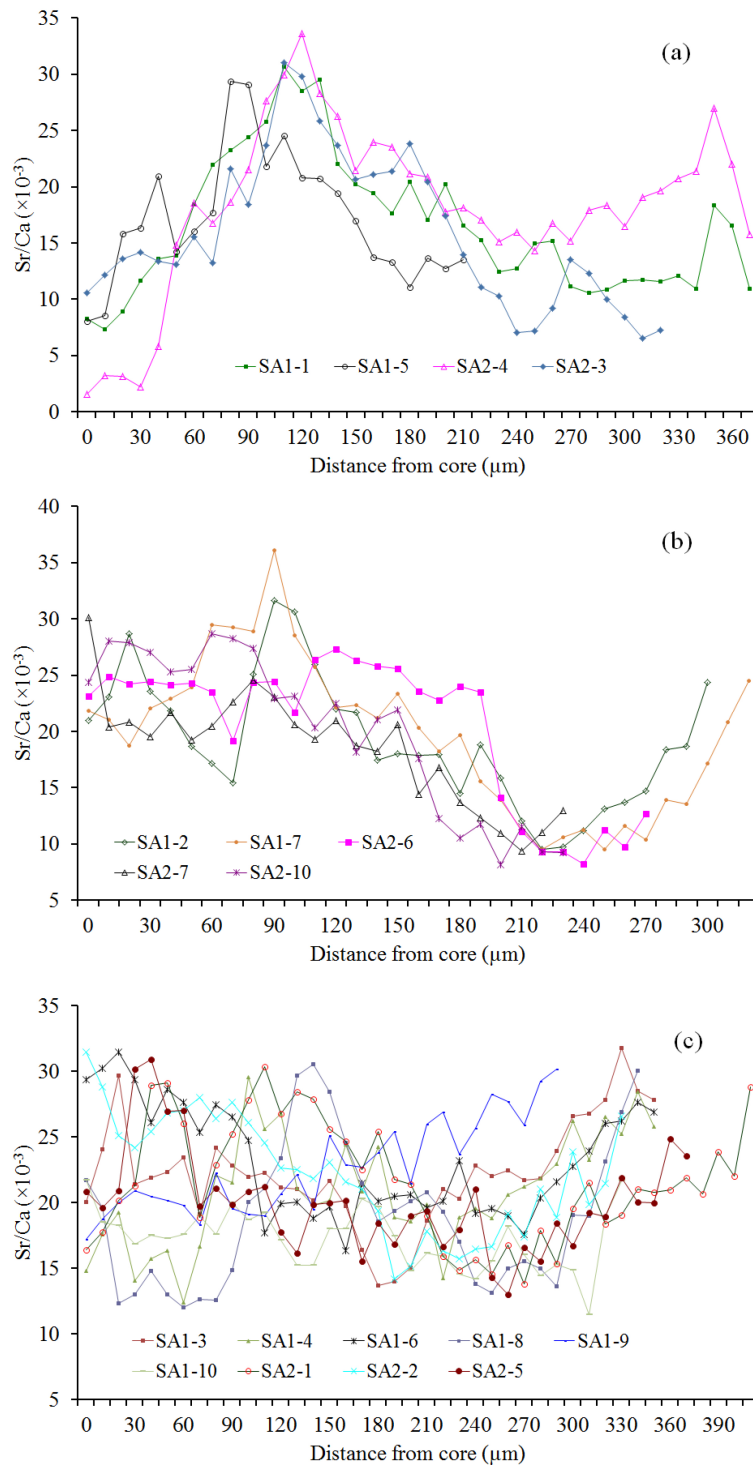 35
30
25
20
15
10
5
0
Sr/Ca (×10⁻³)
(a)
SA1-1 SA1-5 SA2-4 SA2-3
0 30 60 90 120 150 180 210 240 270 300 330 360
Distance from core (µm)
40
35
30
25
20
15
10
5
Sr/Ca (×10⁻³)
(b)
SA1-2 SA1-7 SA2-6
SA2-7 SA2-10
0 30 60 90 120 150 180 210 240 270 300
Distance from core (µm)
35
30
25
20
15
10
5
Sr/Ca (×10⁻³)
(c)
SA1-3 SA1-4 SA1-6 SA1-8 SA1-9
SA1-10 SA2-1 SA2-2 SA2-5
0 30 60 90 120 150 180 210 240 270 300 330 360 390
Distance from core (µm)